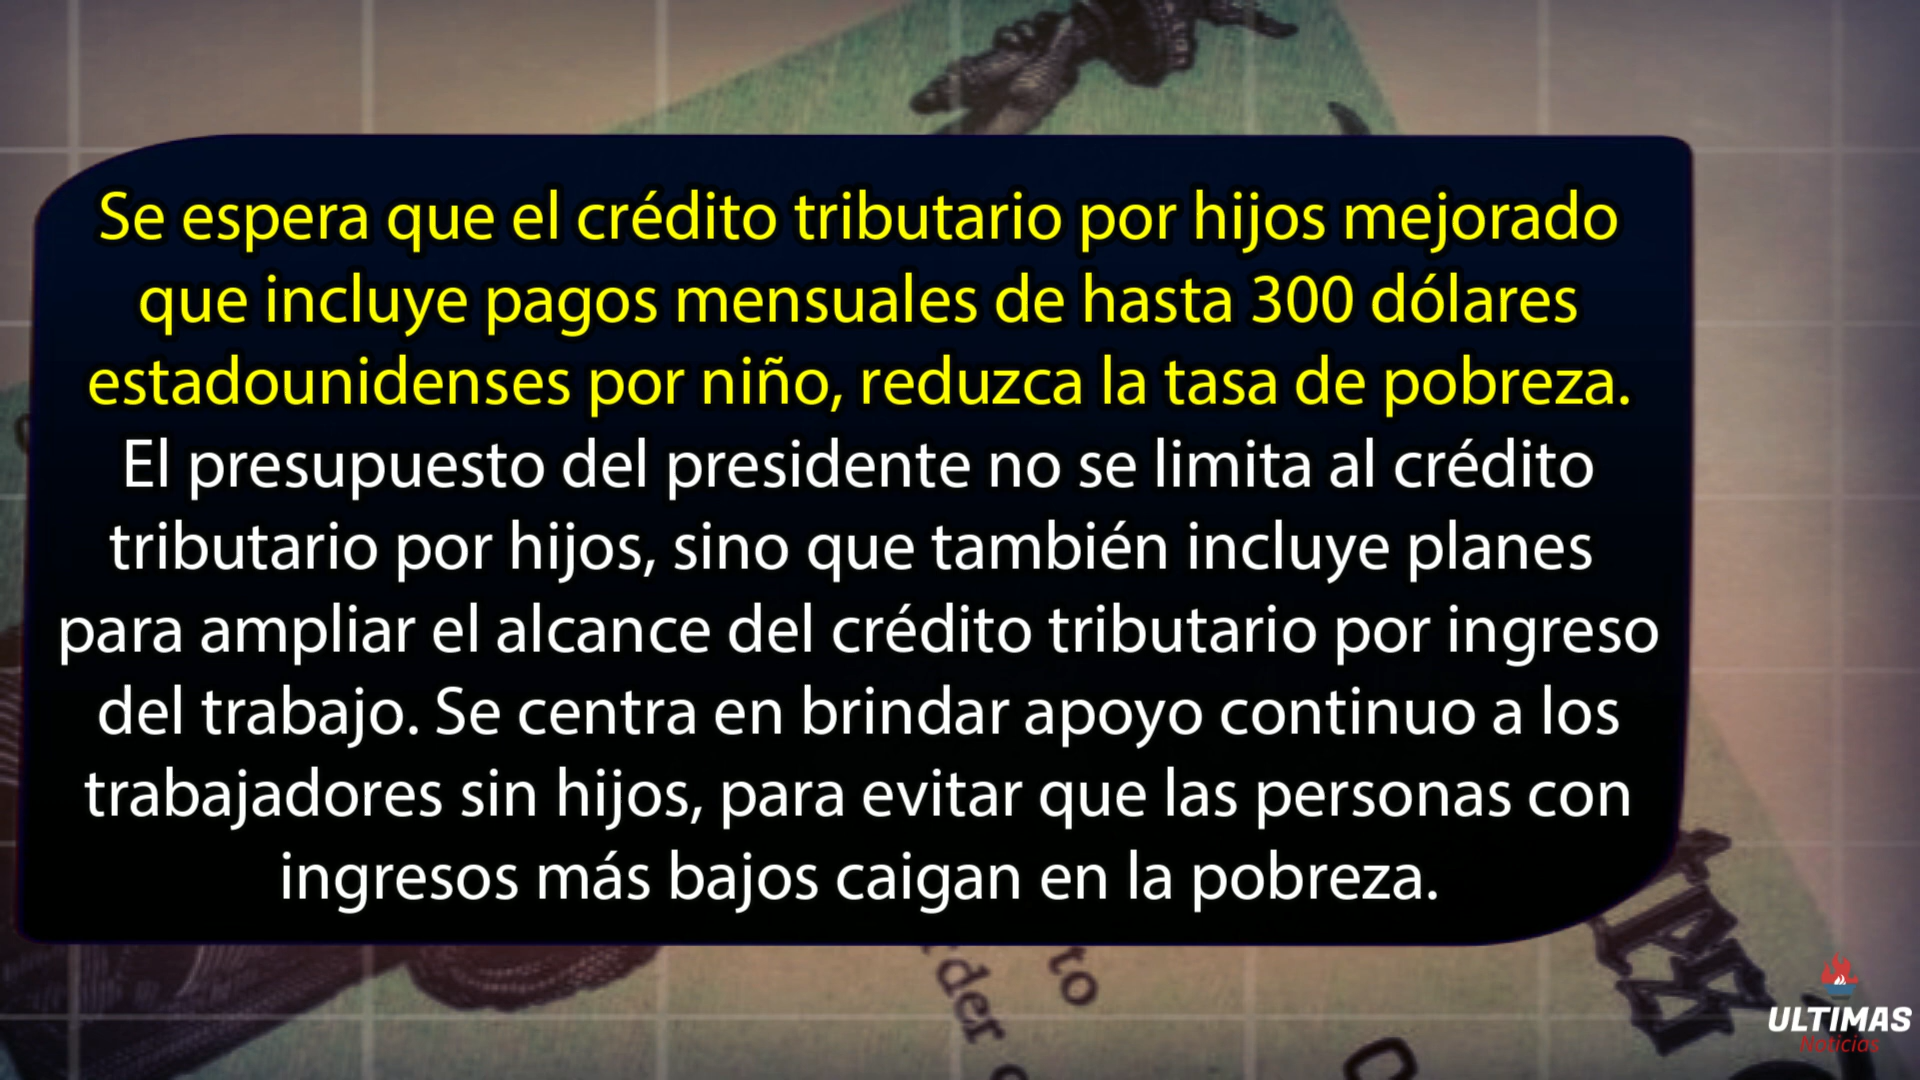 Se espera que el crédito tributario por hijos mejorado
que incluye pagos mensuales de hasta 300 dólares
estadounidenses por niño, reduzca la tasa de pobreza.
El presupuesto del presidente no se limita al crédito
tributario por hijos, sino que también incluye planes
para ampliar el alcance del crédito tributario por ingreso
del trabajo. Se centra en brindar apoyo continuo a los
trabajadores sin hijos, para evitar que las personas con
ingresos más bajos caigan en la pobreza.
to
der
ULTIMAS
Noticias